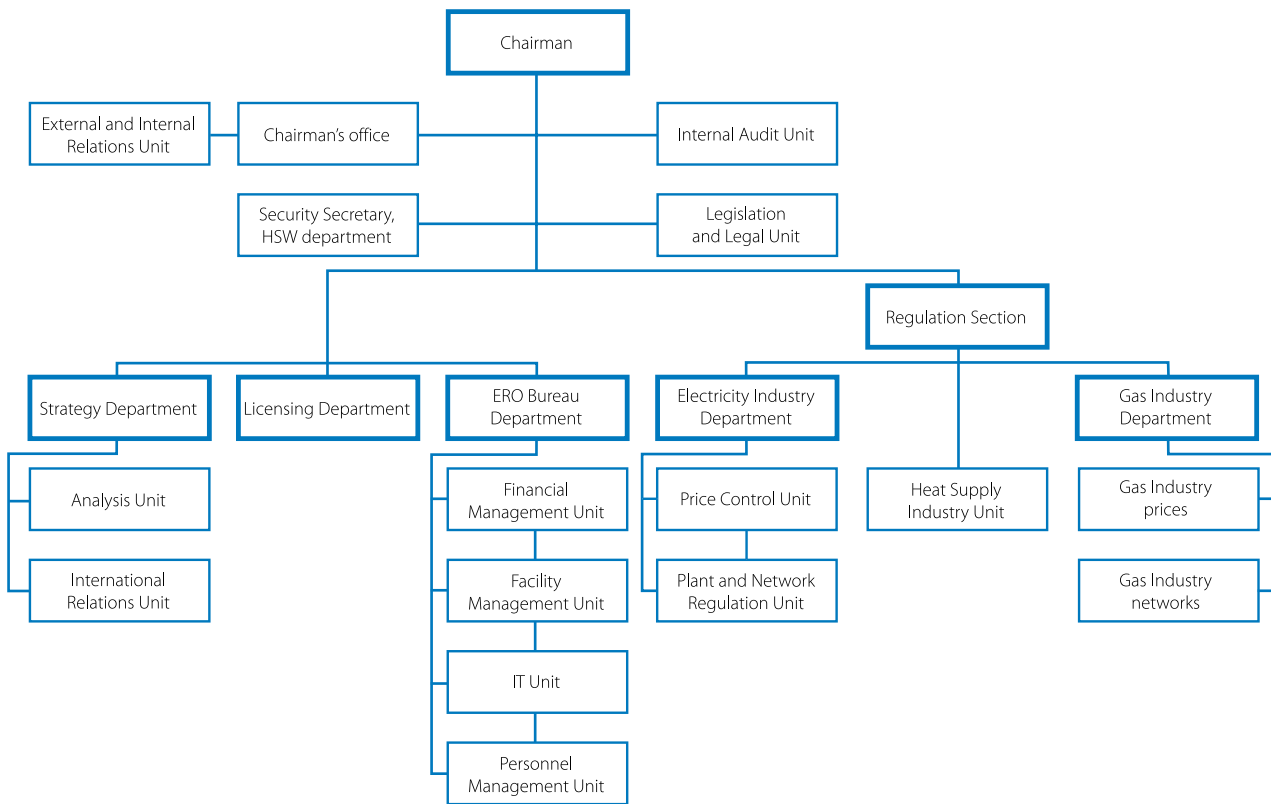 Chairman
External and Internal
Relations Unit
Chairman's office
Internal Audit Unit
Security Secretary,
HSW department
Legislation
and Legal Unit
Regulation Section
Strategy Department
Licensing Department
ERO Bureau
Department
Electricity Industry
Department
Gas Industry
Department
Analysis Unit
Financial
Management Unit
Price Control Unit
Heat Supply
Industry Unit
Gas Industry
prices
International
Relations Unit
Facility
Management Unit
Plant and Network
Regulation Unit
Gas Industry
networks
IT Unit
Personnel
Management Unit